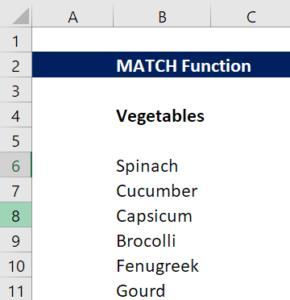 A B C
1
2 MATCH Function
3
4 Vegetables
5
6 Spinach
7 Cucumber
8 Capsicum
9 Brocolli
10 Fenugreek
11 Gourd